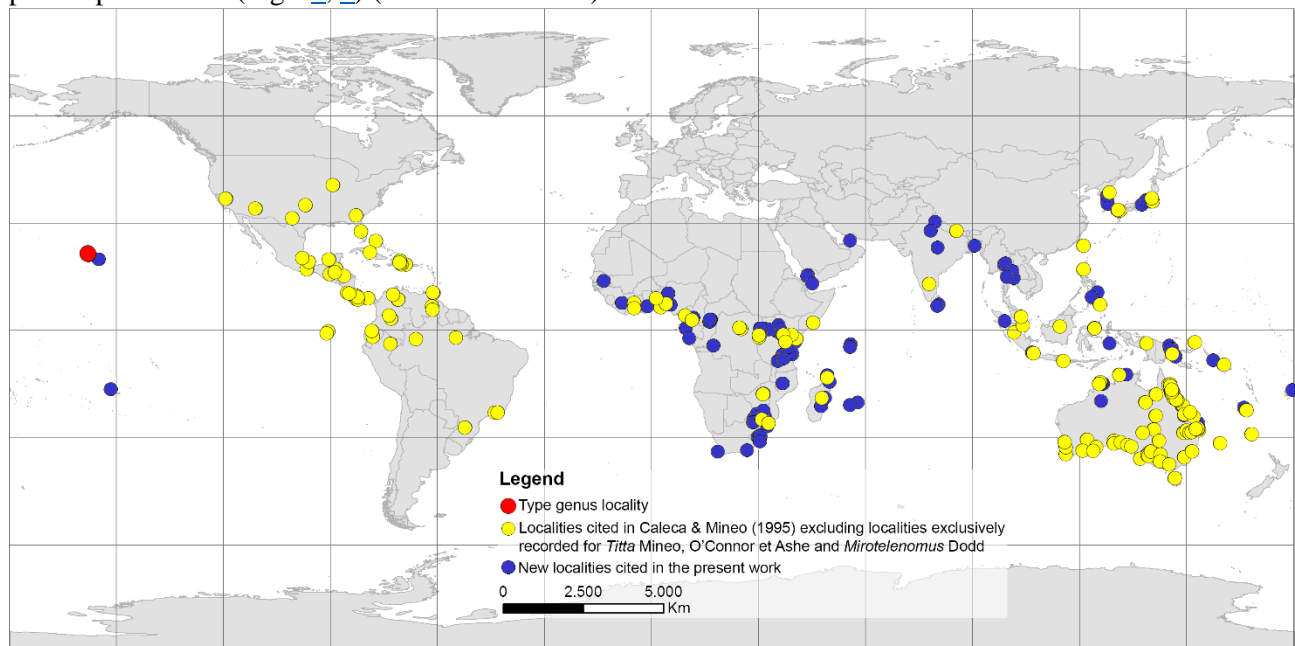 Legend
Type genus locality
Localities cited in Caleca & Mineo (1995) excluding localities exclusively
recorded for Titta Mineo, O'Connor et Ashe and Mirotelenomus Dodd
New localities cited in the present work
0 2.500 5.000
Km